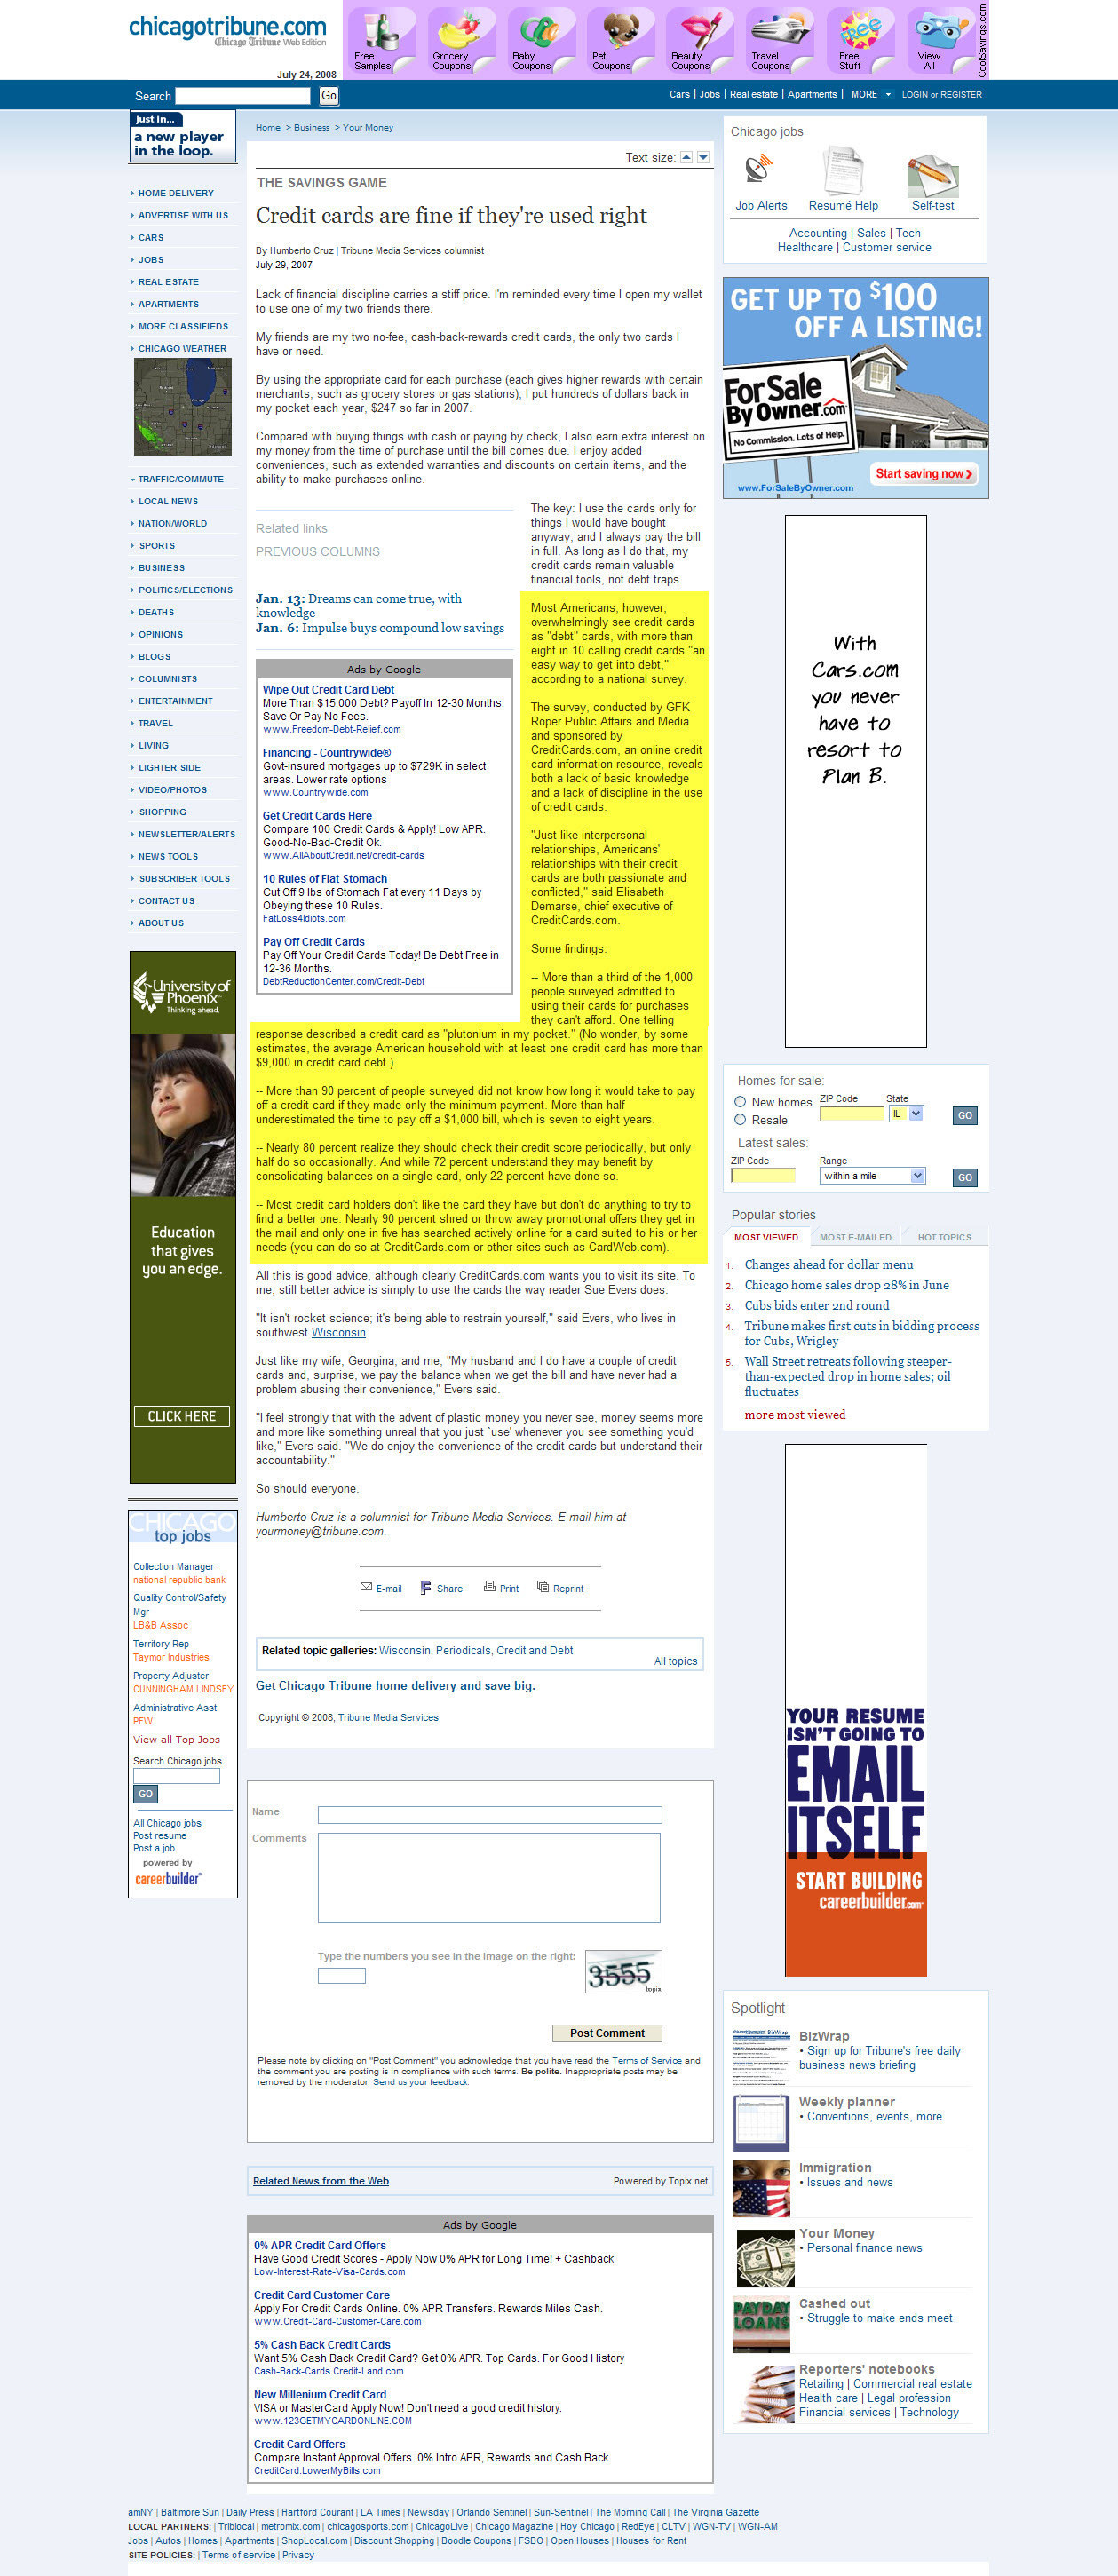 chicagotribune.com
Chicago Tribune Web Edition
July 24, 2008
Free Samples
Grocery Coupons
Baby Coupons
Pet Coupons
Beauty Coupons
Travel Coupons
Free Stuff
View All
CoolSavings.com
Search Go
Cars | Jobs | Real estate | Apartments | MORE LOGIN or REGISTER
Just in...
a new player
in the loop.
HOME DELIVERY
ADVERTISE WITH US
CARS
JOBS
REAL ESTATE
APARTMENTS
MORE CLASSIFIEDS
CHICAGO WEATHER
TRAFFIC/COMMUTE
LOCAL NEWS
NATION/WORLD
SPORTS
BUSINESS
POLITICS/ELECTIONS
DEATHS
OPINIONS
BLOGS
COLUMNISTS
ENTERTAINMENT
TRAVEL
LIVING
LIGHTER SIDE
VIDEO/PHOTOS
SHOPPING
NEWSLETTER/ALERTS
NEWS TOOLS
SUBSCRIBER TOOLS
CONTACT US
ABOUT US
University of
Phoenix
Thinking ahead.
Education
that gives
you an edge.
CLICK HERE
CHICAGO
top jobs
Collection Manager
national republic bank
Quality Control/Safety
Mgr
LB&B Assoc
Territory Rep
Taymor Industries
Property Adjuster
CUNNINGHAM LINDSEY
Administrative Asst
PFW
View all Top Jobs
Search Chicago jobs
GO
All Chicago jobs
Post resume
Post a job
powered by
careerbuilder
Home > Business > Your Money
Text size:
THE SAVINGS GAME
Credit cards are fine if they're used right
By Humberto Cruz | Tribune Media Services columnist
July 29, 2007
Lack of financial discipline carries a stiff price. I'm reminded every time I open my wallet
to use one of my two friends there.
My friends are my two no-fee, cash-back-rewards credit cards, the only two cards I
have or need.
By using the appropriate card for each purchase (each gives higher rewards with certain
merchants, such as grocery stores or gas stations), I put hundreds of dollars back in
my pocket each year, $247 so far in 2007.
Compared with buying things with cash or paying by check, I also earn extra interest on
my money from the time of purchase until the bill comes due. I enjoy added
conveniences, such as extended warranties and discounts on certain items, and the
ability to make purchases online.
Related links
PREVIOUS COLUMNS
Jan. 13: Dreams can come true, with
knowledge
Jan. 6: Impulse buys compound low savings
Ads by Google
Wipe Out Credit Card Debt
More Than $15,000 Debt? Payoff In 12-30 Months.
Save Or Pay No Fees.
www.Freedom-Debt-Relief.com
Financing - Countrywide®
Govt-insured mortgages up to $729K in select
areas. Lower rate options
www.Countrywide.com
Get Credit Cards Here
Compare 100 Credit Cards & Apply! Low APR.
Good-No-Bad-Credit Ok.
www.AllAboutCredit.net/credit-cards
10 Rules of Flat Stomach
Cut Off 9 lbs of Stomach Fat every 11 Days by
Obeying these 10 Rules.
FatLoss4Idiots.com
Pay Off Credit Cards
Pay Off Your Credit Cards Today! Be Debt Free in
12-36 Months.
DebtReductionCenter.com/Credit-Debt
The key: I use the cards only for
things I would have bought
anyway, and I always pay the bill
in full. As long as I do that, my
credit cards remain valuable
financial tools, not debt traps.
Most Americans, however,
overwhelmingly see credit cards
as "debt" cards, with more than
eight in 10 calling credit cards "an
easy way to get into debt,"
according to a national survey.
The survey, conducted by GFK
Roper Public Affairs and Media
and sponsored by
CreditCards.com, an online credit
card information resource, reveals
both a lack of basic knowledge
and a lack of discipline in the use
of credit cards.
"Just like interpersonal
relationships, Americans'
relationships with their credit
cards are both passionate and
conflicted," said Elisabeth
Demarse, chief executive of
CreditCards.com.
Some findings:
-- More than a third of the 1,000
people surveyed admitted to
using their cards for purchases
they can't afford. One telling
response described a credit card as "plutonium in my pocket." (No wonder, by some
estimates, the average American household with at least one credit card has more than
$9,000 in credit card debt.)
-- More than 90 percent of people surveyed did not know how long it would take to pay
off a credit card if they made only the minimum payment. More than half
underestimated the time to pay off a $1,000 bill, which is seven to eight years.
-- Nearly 80 percent realize they should check their credit score periodically, but only
half do so occasionally. And while 72 percent understand they may benefit by
consolidating balances on a single card, only 22 percent have done so.
-- Most credit card holders don't like the card they have but don't do anything to try to
find a better one. Nearly 90 percent shred or throw away promotional offers they get in
the mail and only one in five has searched actively online for a card suited to his or her
needs (you can do so at CreditCards.com or other sites such as CardWeb.com).
All this is good advice, although clearly CreditCards.com wants you to visit its site. To
me, still better advice is simply to use the cards the way reader Sue Evers does.
"It isn't rocket science; it's being able to restrain yourself," said Evers, who lives in
southwest Wisconsin.
Just like my wife, Georgina, and me, "My husband and I do have a couple of credit
cards and, surprise, we pay the balance when we get the bill and have never had a
problem abusing their convenience," Evers said.
"I feel strongly that with the advent of plastic money you never see, money seems more
and more like something unreal that you just `use' whenever you see something you'd
like," Evers said. "We do enjoy the convenience of the credit cards but understand their
accountability."
So should everyone.
Humberto Cruz is a columnist for Tribune Media Services. E-mail him at
yourmoney@tribune.com.
E-mail Share Print Reprint
Related topic galleries: Wisconsin, Periodicals, Credit and Debt
All topics
Get Chicago Tribune home delivery and save big.
Copyright © 2008, Tribune Media Services
Name
Comments
Type the numbers you see in the image on the right:
3555
topix
Post Comment
Please note by clicking on "Post Comment" you acknowledge that you have read the Terms of Service and
the comment you are posting is in compliance with such terms. Be polite. Inappropriate posts may be
removed by the moderator. Send us your feedback.
Related News from the Web Powered by Topix.net
Ads by Google
0% APR Credit Card Offers
Have Good Credit Scores - Apply Now 0% APR for Long Time! + Cashback
Low-Interest-Rate-Visa-Cards.com
Credit Card Customer Care
Apply For Credit Cards Online. 0% APR Transfers. Rewards Miles Cash.
www.Credit-Card-Customer-Care.com
5% Cash Back Credit Cards
Want 5% Cash Back Credit Card? Get 0% APR. Top Cards. For Good History
Cash-Back-Cards.Credit-Land.com
New Millenium Credit Card
VISA or MasterCard Apply Now! Don't need a good credit history.
www.123GETMYCARDONLINE.COM
Credit Card Offers
Compare Instant Approval Offers. 0% Intro APR, Rewards and Cash Back
CreditCard.LowerMyBills.com
Chicago jobs
Job Alerts Resumé Help Self-test
Accounting | Sales | Tech
Healthcare | Customer service
GET UP TO $100
OFF A LISTING!
For Sale
By Owner.com
No Commission. Lots of Help.
Start saving now
www.ForSaleByOwner.com
With
Cars.com
you never
have to
resort to
Plan B.
Homes for sale:
New homes
Resale
ZIP Code State
IL
GO
Latest sales:
ZIP Code Range
within a mile
GO
Popular stories
MOST VIEWED MOST E-MAILED HOT TOPICS
1. Changes ahead for dollar menu
2. Chicago home sales drop 28% in June
3. Cubs bids enter 2nd round
4. Tribune makes first cuts in bidding process
for Cubs, Wrigley
5. Wall Street retreats following steeper-
than-expected drop in home sales; oil
fluctuates
more most viewed
YOUR RESUME
ISN'T GOING TO
EMAIL
ITSELF
START BUILDING
careerbuilder.com
Spotlight
BizWrap
• Sign up for Tribune's free daily
business news briefing
Weekly planner
• Conventions, events, more
Immigration
• Issues and news
Your Money
• Personal finance news
PAYDAY
LOANS
Cashed out
• Struggle to make ends meet
Reporters' notebooks
Retailing | Commercial real estate
Health care | Legal profession
Financial services | Technology
amNY | Baltimore Sun | Daily Press | Hartford Courant | LA Times | Newsday | Orlando Sentinel | Sun-Sentinel | The Morning Call | The Virginia Gazette
LOCAL PARTNERS: | Triblocal | metromix.com | chicagosports.com | ChicagoLive | Chicago Magazine | Hoy Chicago | RedEye | CLTV | WGN-TV | WGN-AM
Jobs | Autos | Homes | Apartments | ShopLocal.com | Discount Shopping | Boodle Coupons | FSBO | Open Houses | Houses for Rent
SITE POLICIES: | Terms of service | Privacy